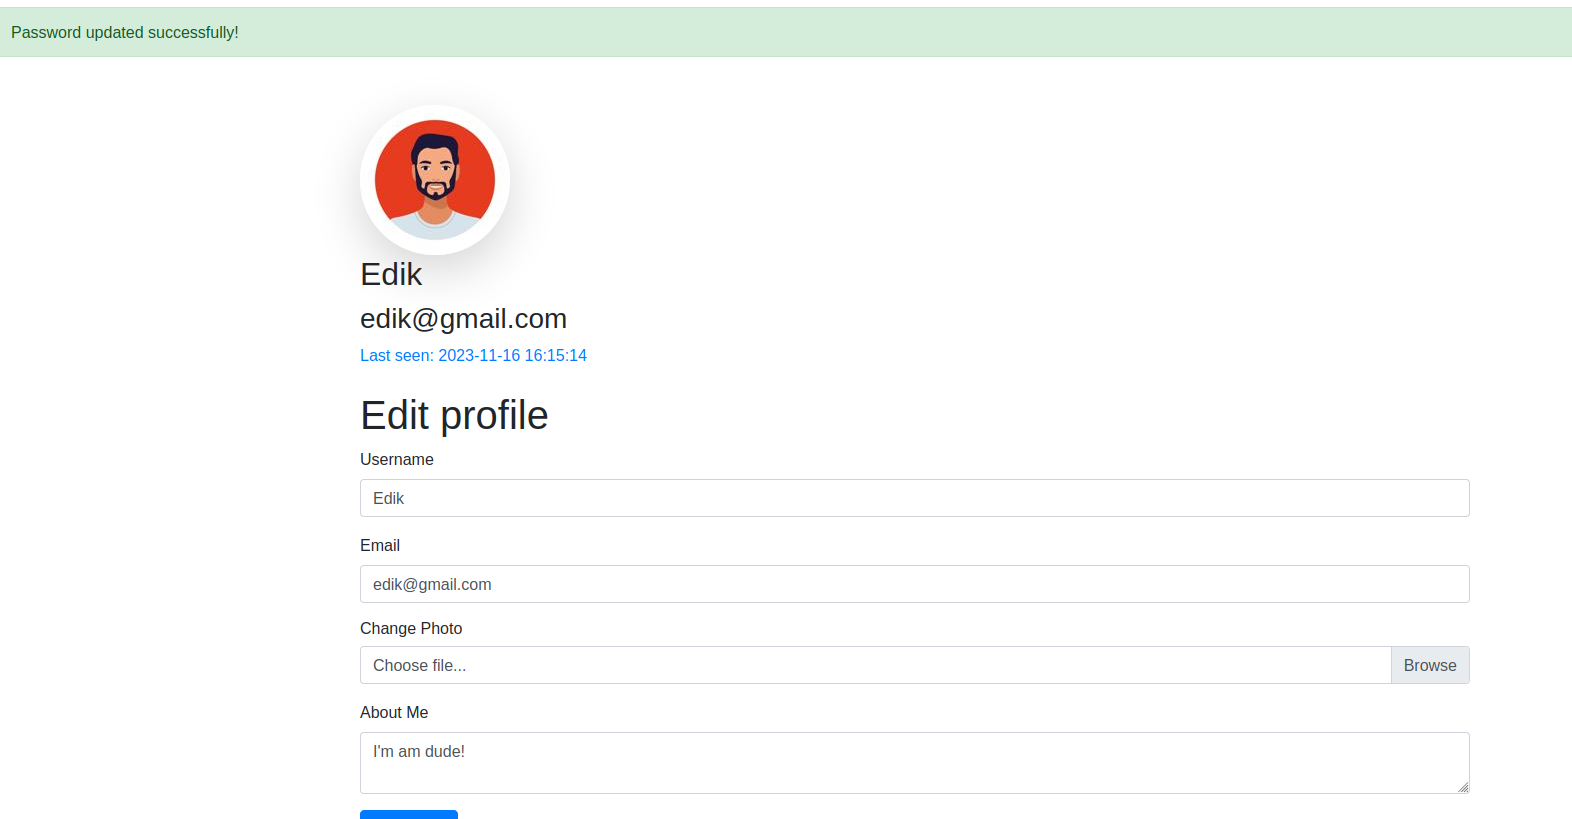 Password updated successfully!
Edik
edik@gmail.com
Last seen: 2023-11-16 16:15:14
Edit profile
Username
Edik
Email
edik@gmail.com
Change Photo
Choose file... Browse
About Me
I'm am dude!